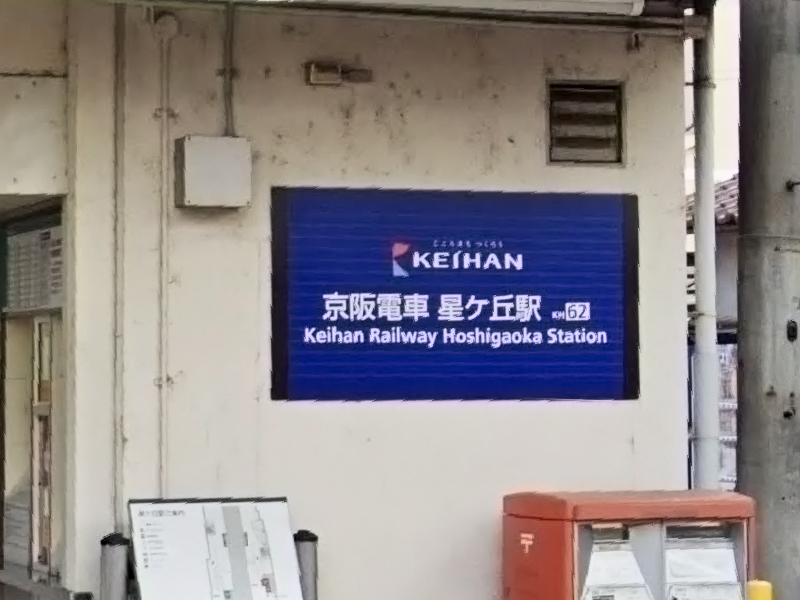 こころまち つくろう
KEIHAN
京阪電車 星ケ丘駅 KH 62
Keihan Railway Hoshigaoka Station
〒